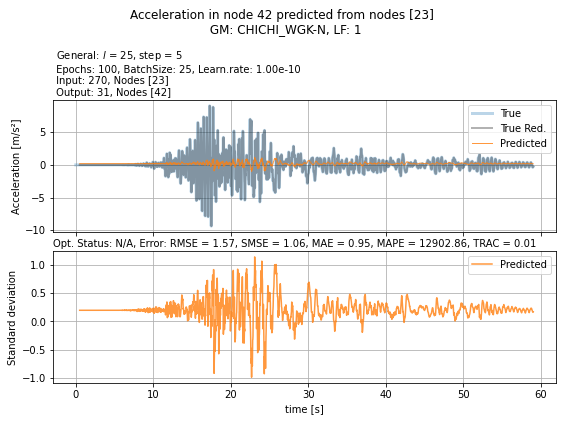 Acceleration in node 42 predicted from nodes [23]
GM: CHICHI_WGK-N, LF: 1
General: l = 25, step = 5
Epochs: 100, BatchSize: 25, Learn.rate: 1.00e-10
Input: 270, Nodes [23]
Output: 31, Nodes [42]
Acceleration [m/s²]
5
0
−5
−10
True
True Red.
Predicted
Opt. Status: N/A, Error: RMSE = 1.57, SMSE = 1.06, MAE = 0.95, MAPE = 12902.86, TRAC = 0.01
Standard deviation
1.0
0.5
0.0
−0.5
−1.0
Predicted
0 10 20 30 40 50 60
time [s]